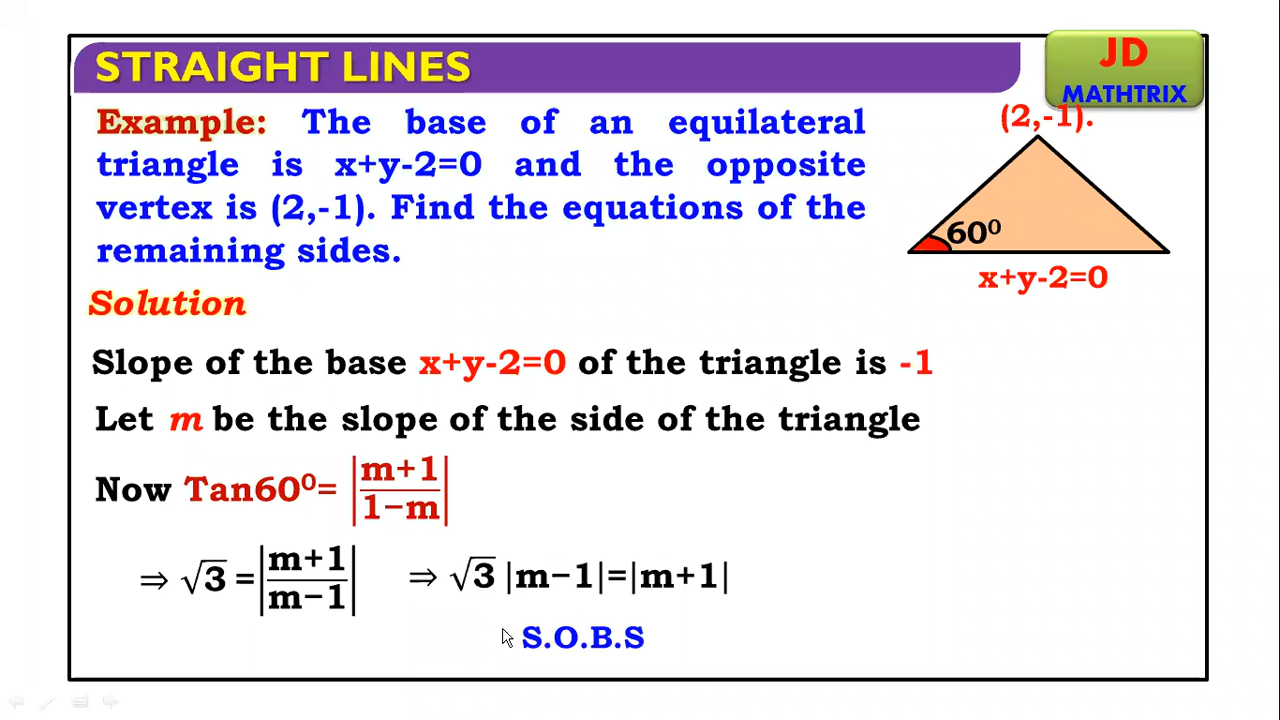 STRAIGHT LINES
JD
MATHTRIX
Example: The base of an equilateral
triangle is x+y-2=0 and the opposite
vertex is (2,-1). Find the equations of the
remaining sides.
(2,-1).
60⁰
x+y-2=0
Solution
Slope of the base x+y-2=0 of the triangle is -1
Let m be the slope of the side of the triangle
Now Tan60⁰= |(m+1)/(1−m)|
⇒ √3 =|(m+1)/(m−1)| ⇒ √3 |m−1|=|m+1|
S.O.B.S